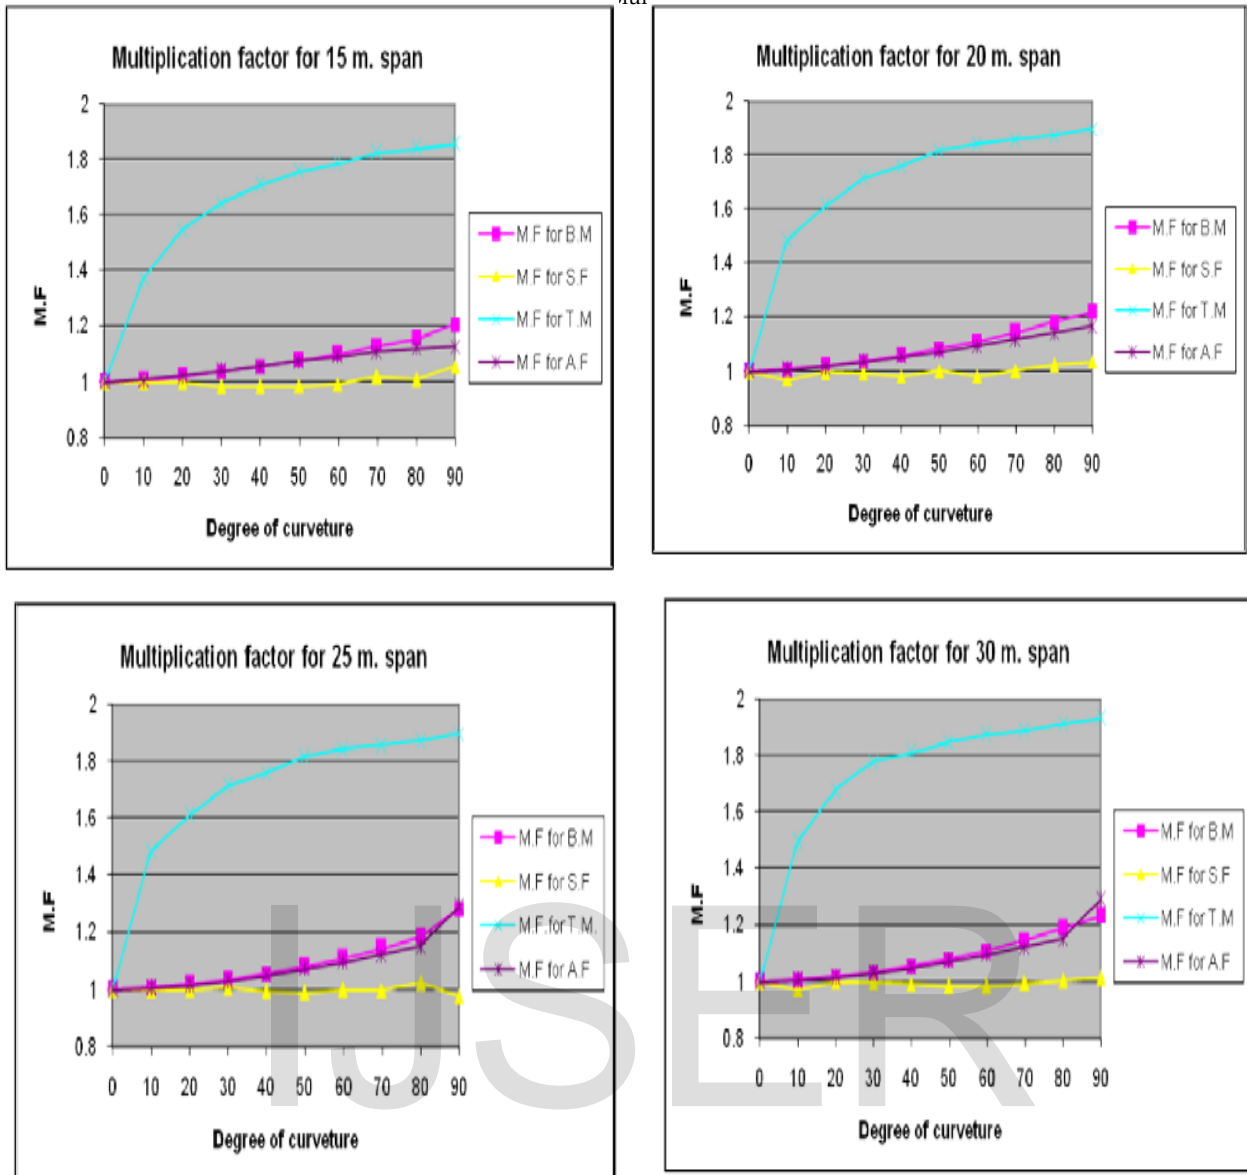 Multiplication factor for 15 m. span
2
1.8
1.6
1.4
1.2
1
0.8
M.F
0 10 20 30 40 50 60 70 80 90
Degree of curveture
M.F for B.M
M.F for S.F
M.F for T.M
M.F for A.F
Multiplication factor for 20 m. span
2
1.8
1.6
1.4
1.2
1
0.8
M.F
0 10 20 30 40 50 60 70 80 90
Degree of curveture
M.F for B.M
M.F for S.F
M.F for T.M
M.F for A.F
Multiplication factor for 25 m. span
2
1.8
1.6
1.4
1.2
1
0.8
M.F
0 10 20 30 40 50 60 70 80 90
Degree of curveture
M.F for B.M
M.F for S.F
M.F.for T.M.
M.F for A.F
Multiplication factor for 30 m. span
2
1.8
1.6
1.4
1.2
1
0.8
M.F
0 10 20 30 40 50 60 70 80 90
Degree of curveture
M.F for B.M
M.F for S.F
M.F for T.M
M.F for A.F
IJSER